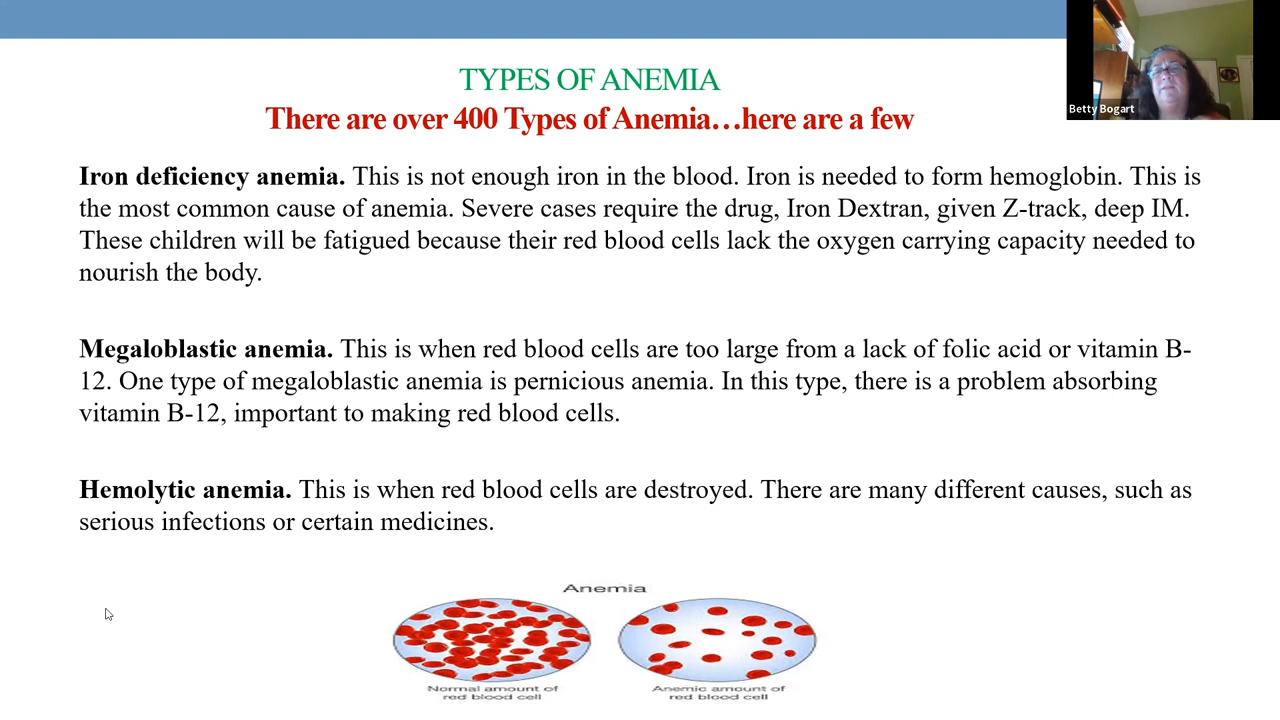 Betty Bogart
TYPES OF ANEMIA
There are over 400 Types of Anemia…here are a few
Iron deficiency anemia. This is not enough iron in the blood. Iron is needed to form hemoglobin. This is
the most common cause of anemia. Severe cases require the drug, Iron Dextran, given Z-track, deep IM.
These children will be fatigued because their red blood cells lack the oxygen carrying capacity needed to
nourish the body.
Megaloblastic anemia. This is when red blood cells are too large from a lack of folic acid or vitamin B-
12. One type of megaloblastic anemia is pernicious anemia. In this type, there is a problem absorbing
vitamin B-12, important to making red blood cells.
Hemolytic anemia. This is when red blood cells are destroyed. There are many different causes, such as
serious infections or certain medicines.
Anemia
Normal amount of
red blood cell
Anemic amount of
red blood cell